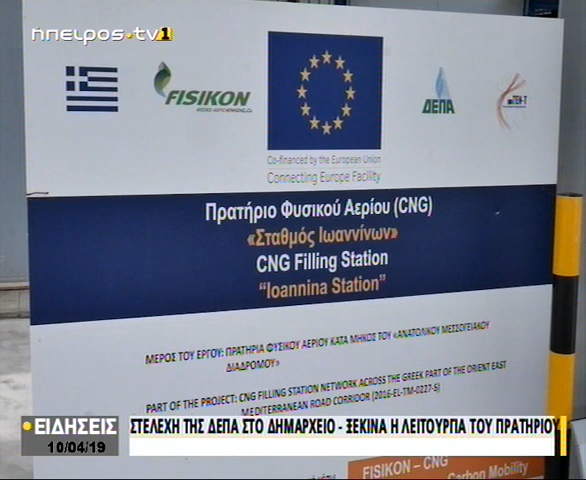 ηπειρος.tv1
FISIKON
ΔΕΠΑ
TEN-T
Co-financed by the European Union
Connecting Europe Facility
Πρατήριο Φυσικού Αερίου (CNG)
«Σταθμός Ιωαννίνων»
CNG Filling Station
“Ioannina Station”
ΜΕΡΟΣ ΤΟΥ ΕΡΓΟΥ: ΠΡΑΤΗΡΙΑ ΦΥΣΙΚΟΥ ΑΕΡΙΟΥ ΚΑΤΑ ΜΗΚΟΣ ΤΟΥ «ΑΝΑΤΟΛΙΚΟΥ ΜΕΣΟΓΕΙΑΚΟΥ
ΔΙΑΔΡΟΜΟΥ»
PART OF THE PROJECT: CNG FILLING STATION NETWORK ACROSS THE GREEK PART OF THE ORIENT EAST
MEDITERRANEAN ROAD CORRIDOR (2016-EL-TM-0227-S)
ΕΙΔΗΣΕΙΣ
10/04/19
ΣΤΕΛΕΧΗ ΤΗΣ ΔΕΠΑ ΣΤΟ ΔΗΜΑΡΧΕΙΟ - ΞΕΚΙΝΑ Η ΛΕΙΤΟΥΡΓΙΑ ΤΟΥ ΠΡΑΤΗΡΙΟΥ
FISIKON – CNG
Carbon Mobility